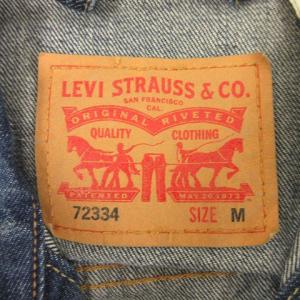 LEVI STRAUSS & CO.
SAN FRANCISCO
CAL.
ORIGINAL RIVETED
QUALITY CLOTHING
PATENTED MAY 20 1873
72334 SIZE M